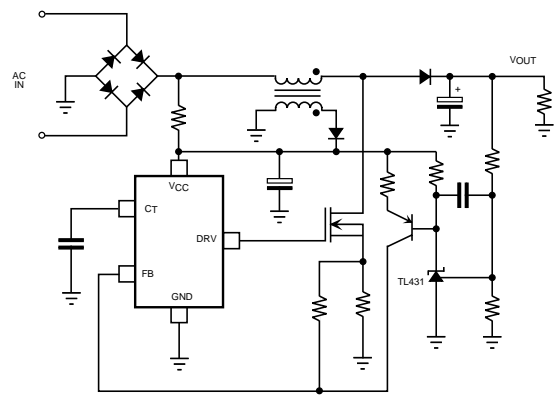 AC
IN
VOUT
+
VCC
CT
DRV
FB
GND
TL431